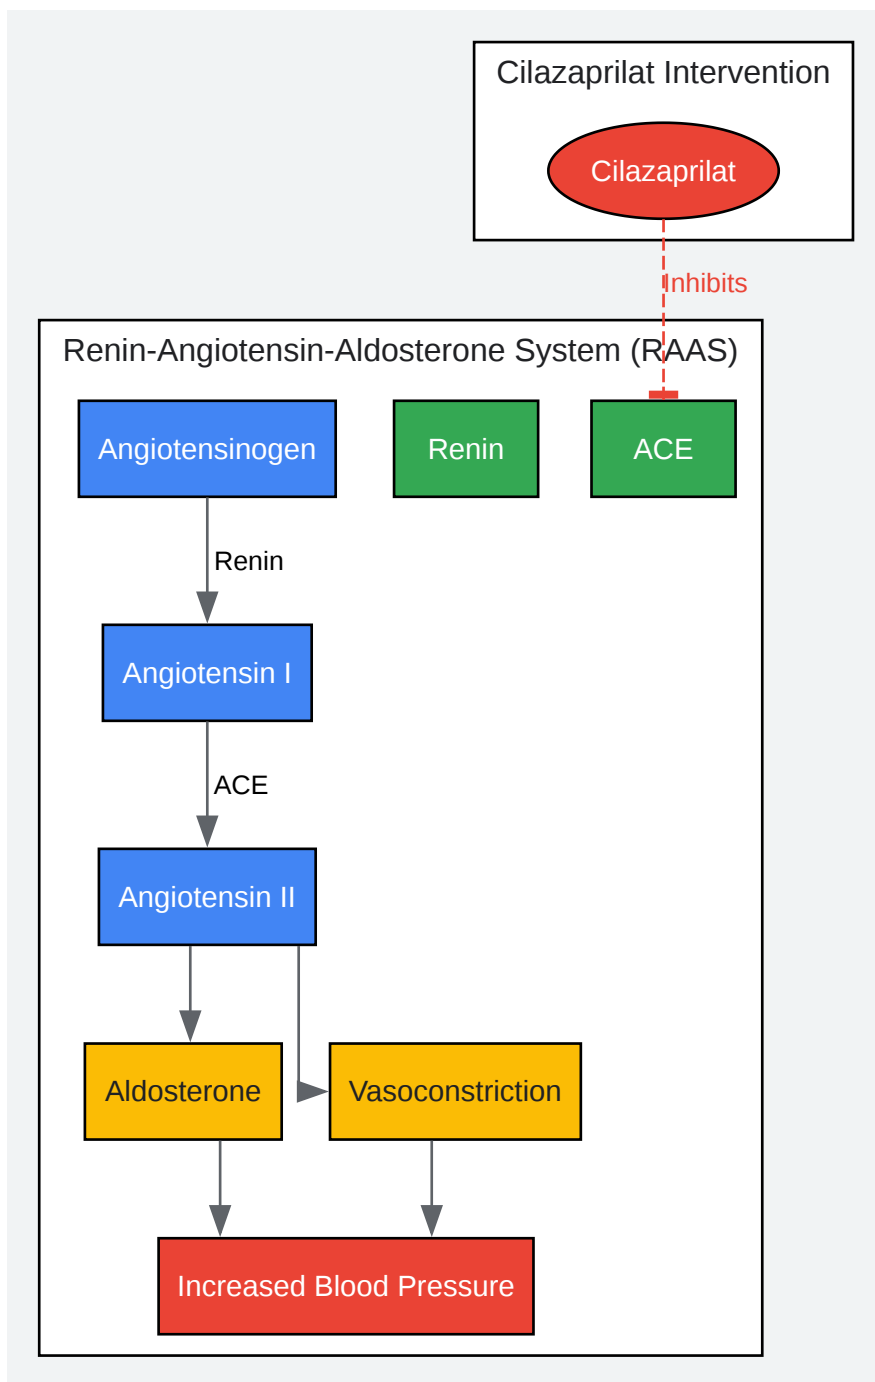 Cilazaprilat Intervention
Cilazaprilat
Inhibits
Renin-Angiotensin-Aldosterone System (RAAS)
Angiotensinogen
Renin
ACE
Renin
Angiotensin I
ACE
Angiotensin II
Aldosterone
Vasoconstriction
Increased Blood Pressure